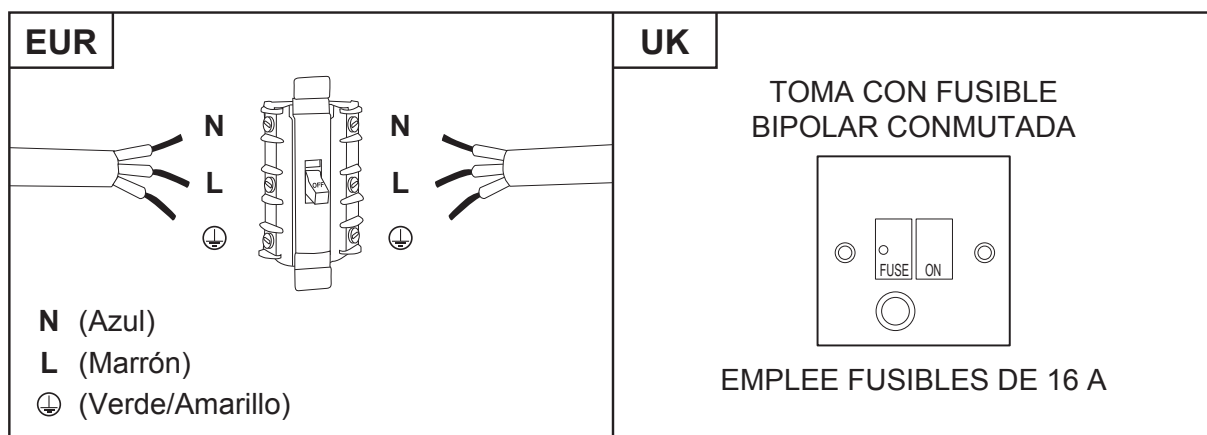 EUR
N
L
OFF
N
L
N (Azul)
L (Marrón)
(Verde/Amarillo)
UK
TOMA CON FUSIBLE
BIPOLAR CONMUTADA
FUSE ON
EMPLEE FUSIBLES DE 16 A